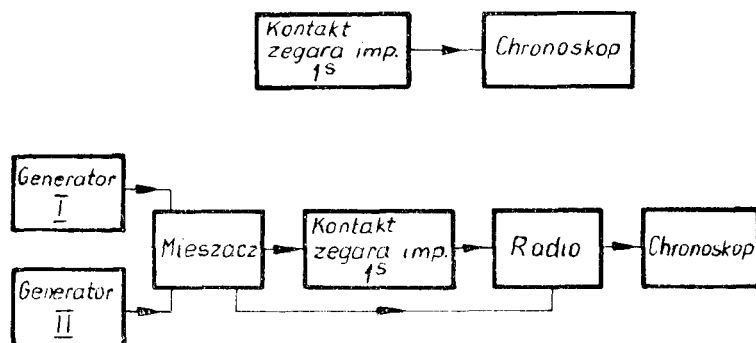 Kontakt
zegara imp.
1s
Chronoskop
Generator
I
Generator
II
Mieszacz
Kontakt
zegara imp.
1s
Radio
Chronoskop